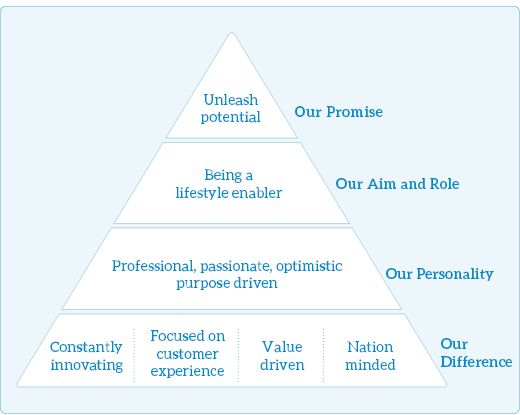 Unleash
potential
Our Promise
Being a
lifestyle enabler
Our Aim and Role
Professional, passionate, optimistic
purpose driven
Our Personality
Constantly
innovating
Focused on
customer
experience
Value
driven
Nation
minded
Our
Difference